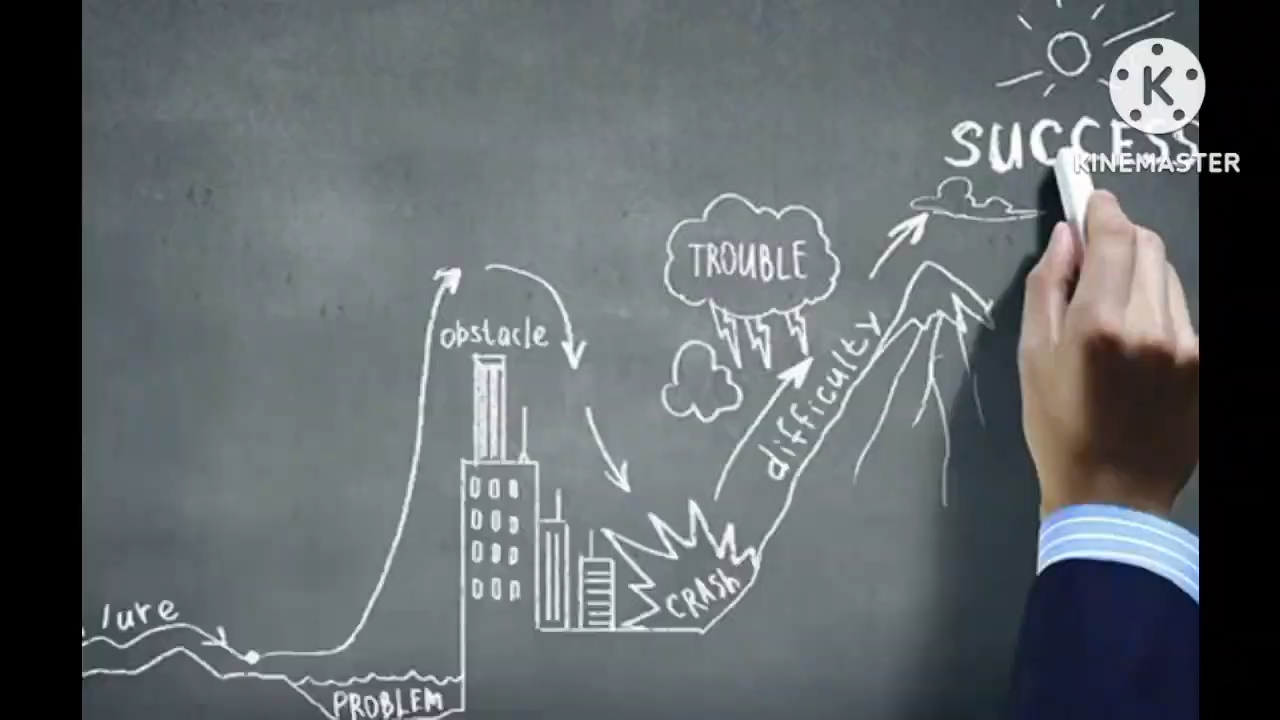 SUCCESS
K
KINEMASTER
TROUBLE
obstacle
difficulty
CRASH
lure
PROBLEM